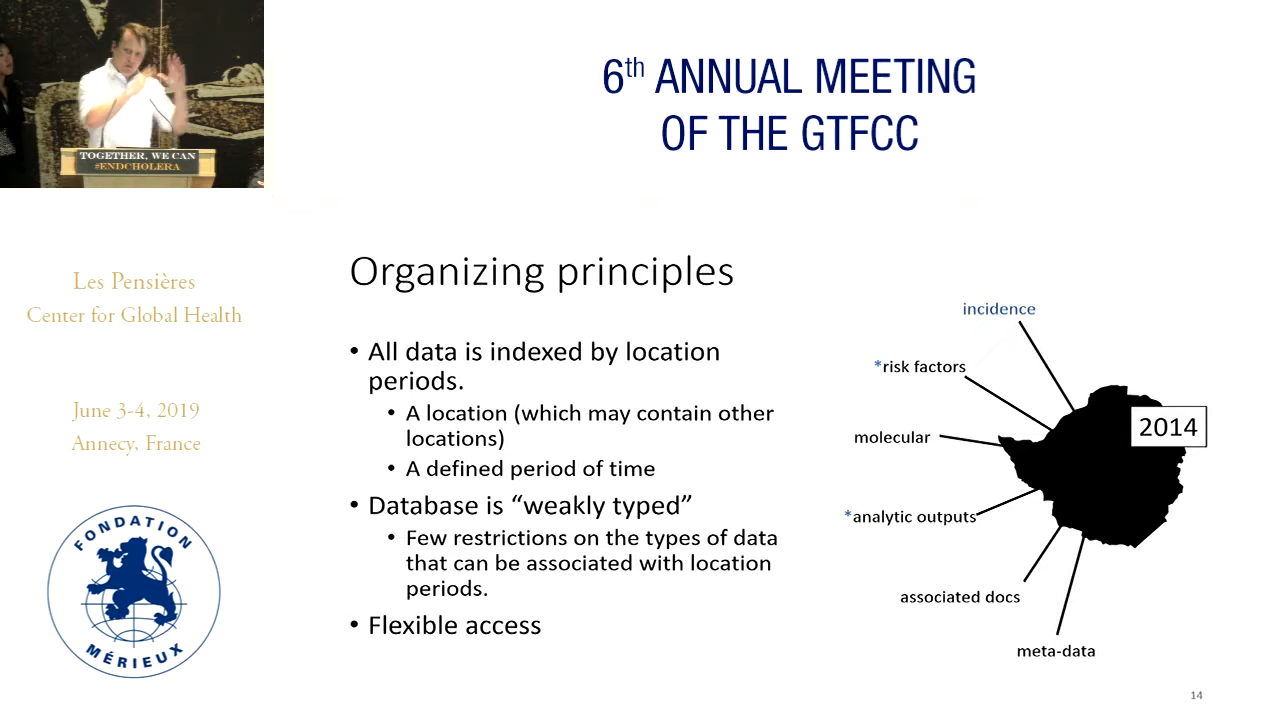 TOGETHER, WE CAN
#ENDCHOLERA
6th ANNUAL MEETING
OF THE GTFCC
Les Pensières
Center for Global Health
June 3-4, 2019
Annecy, France
FONDATION
MÉRIEUX
Organizing principles
• All data is indexed by location
periods.
• A location (which may contain other
locations)
• A defined period of time
• Database is “weakly typed”
• Few restrictions on the types of data
that can be associated with location
periods.
• Flexible access
incidence
*risk factors
molecular
*analytic outputs
associated docs
meta-data
2014
14